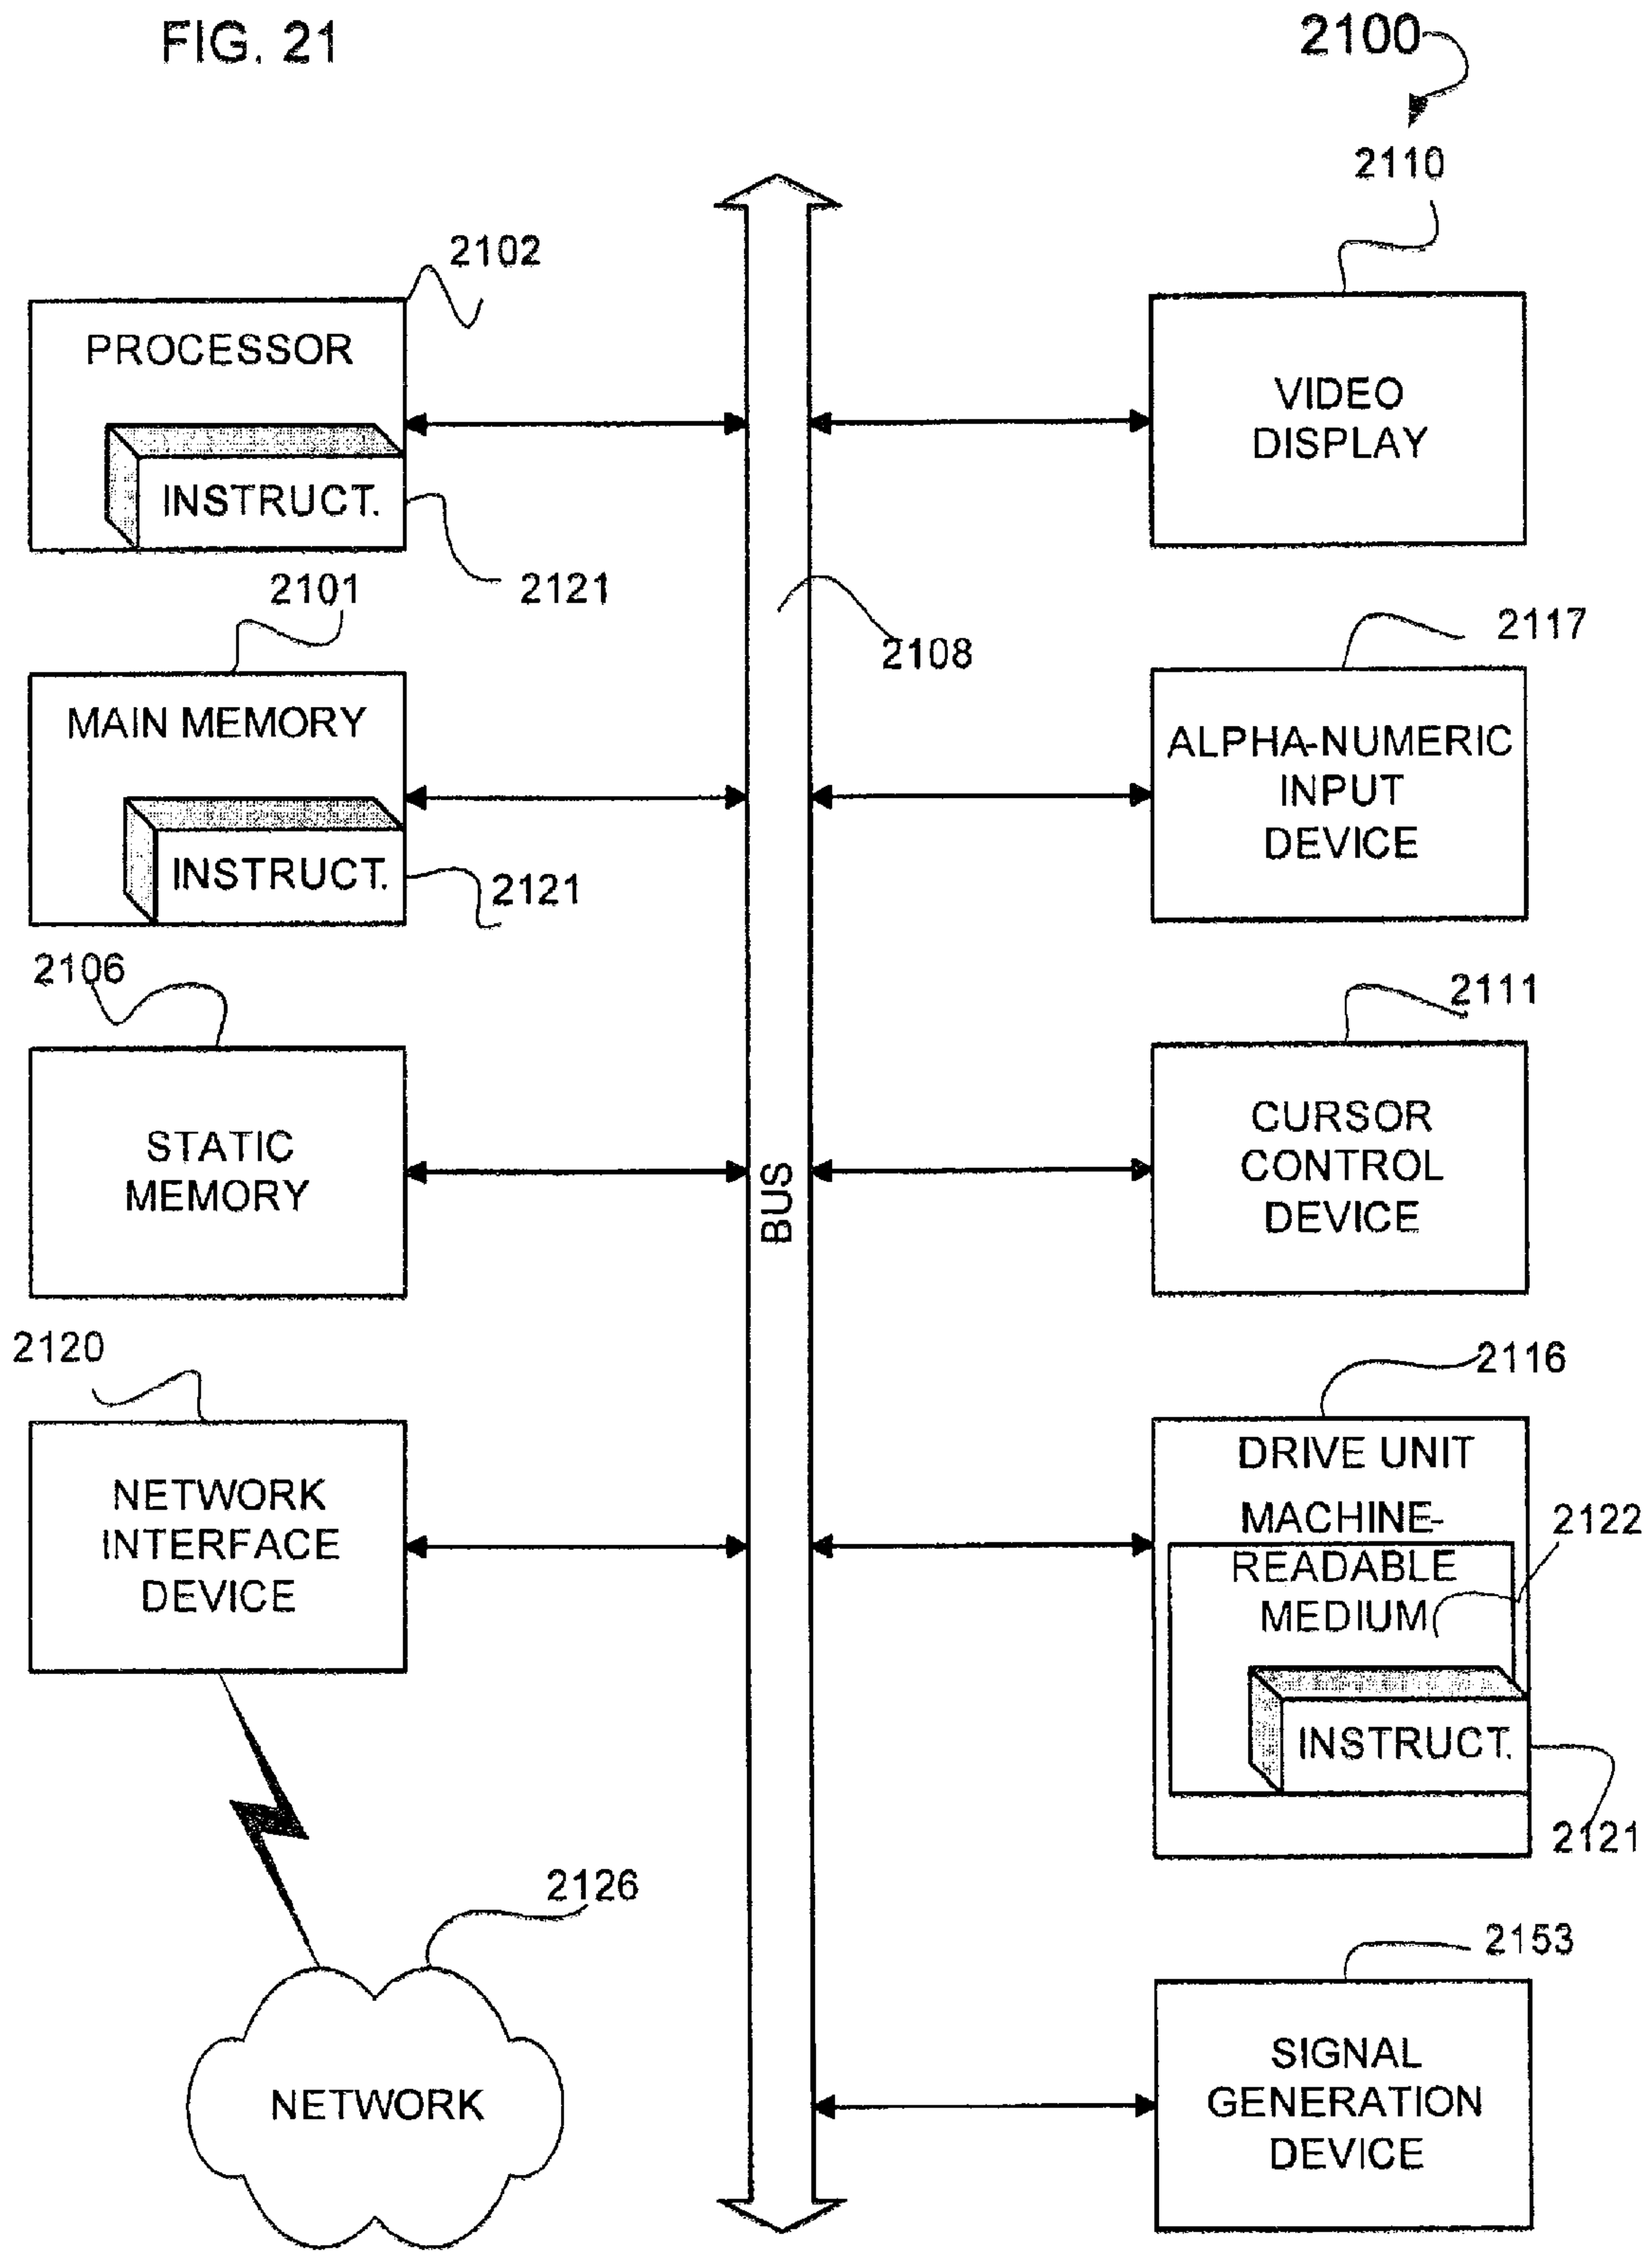 FIG. 21
2100
2110
2102
PROCESSOR
INSTRUCT.
2121
VIDEO
DISPLAY
2101
MAIN MEMORY
INSTRUCT.
2121
2108
2117
ALPHA-NUMERIC
INPUT
DEVICE
2106
STATIC
MEMORY
BUS
2111
CURSOR
CONTROL
DEVICE
2120
NETWORK
INTERFACE
DEVICE
2116
DRIVE UNIT
MACHINE-
READABLE
MEDIUM
2122
INSTRUCT.
2121
2126
NETWORK
2153
SIGNAL
GENERATION
DEVICE